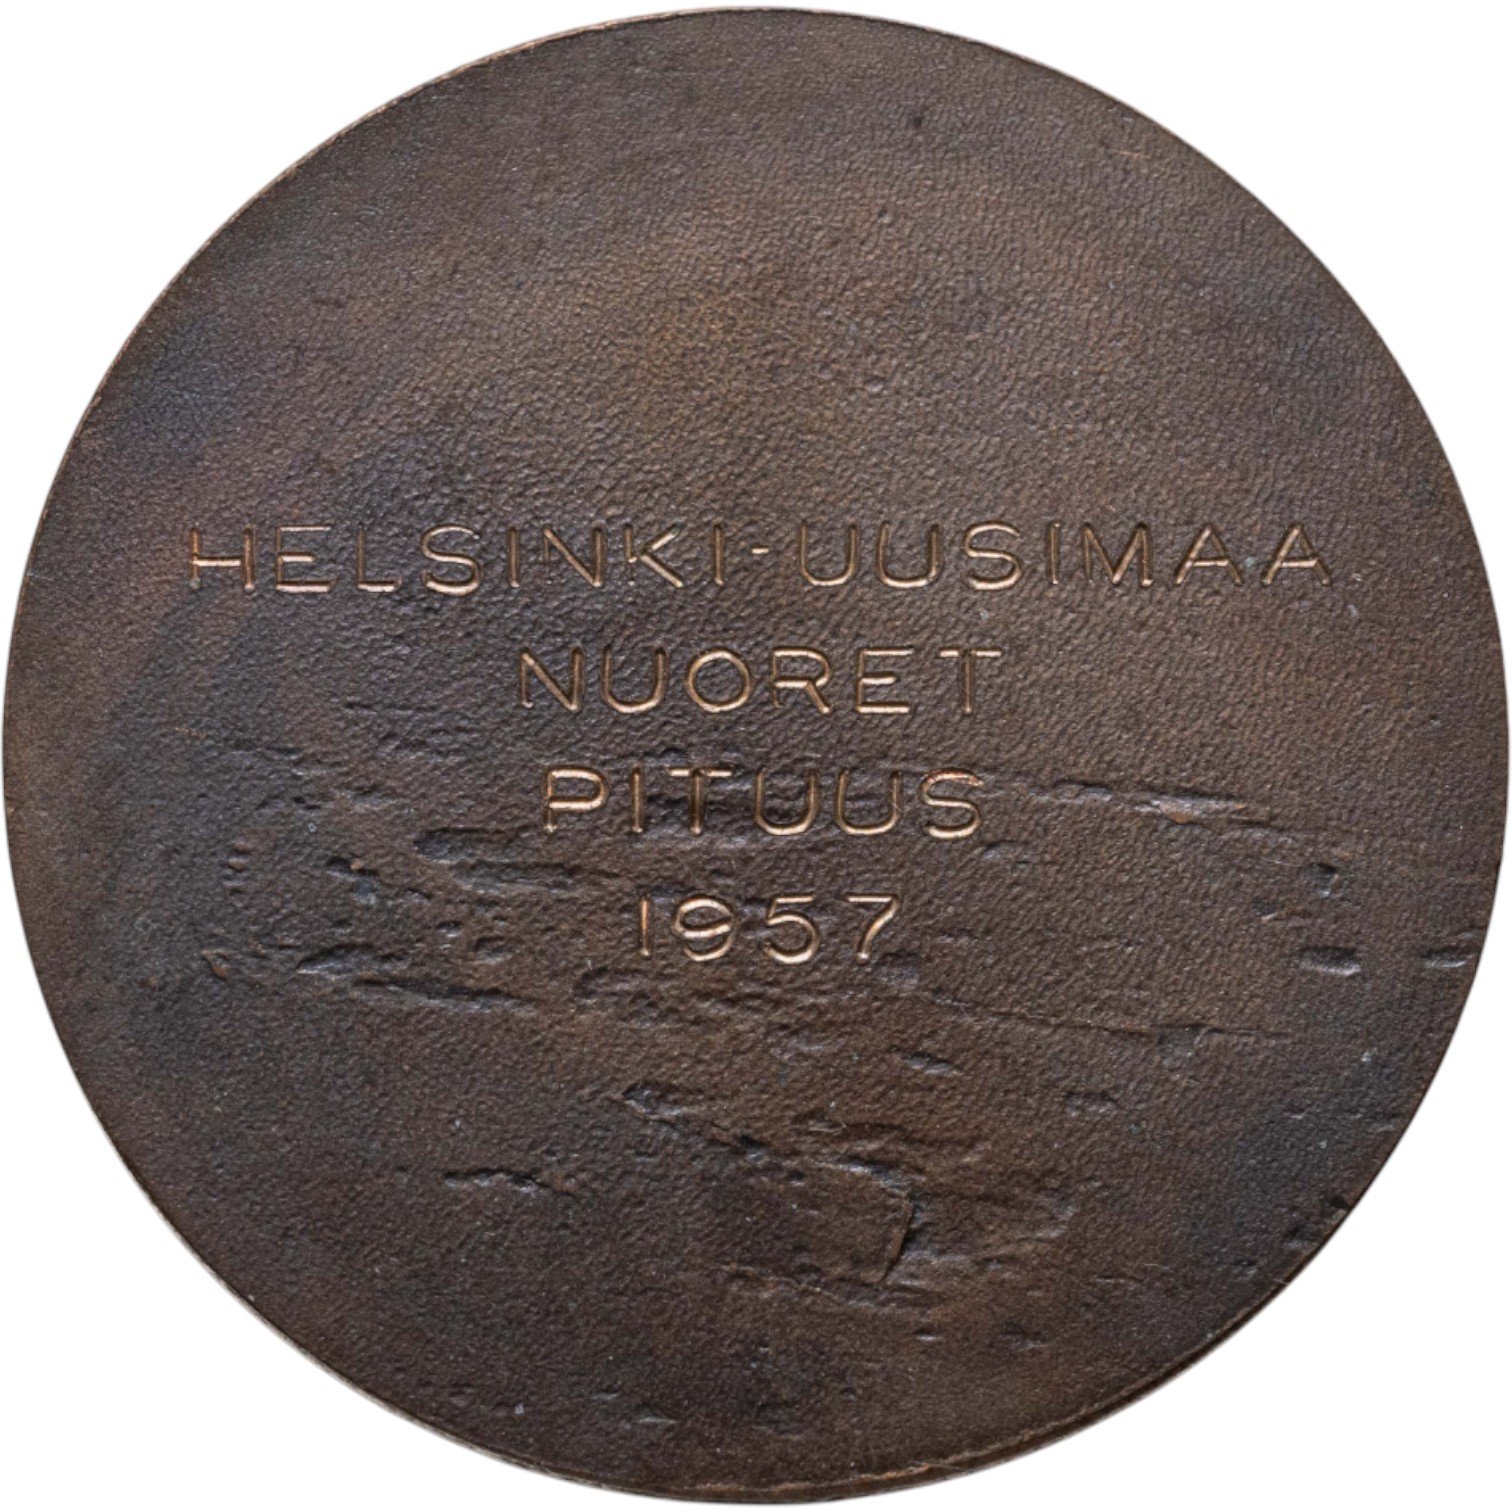 HELSINKI-UUSIMAA
NUORET
PITUUS
1957